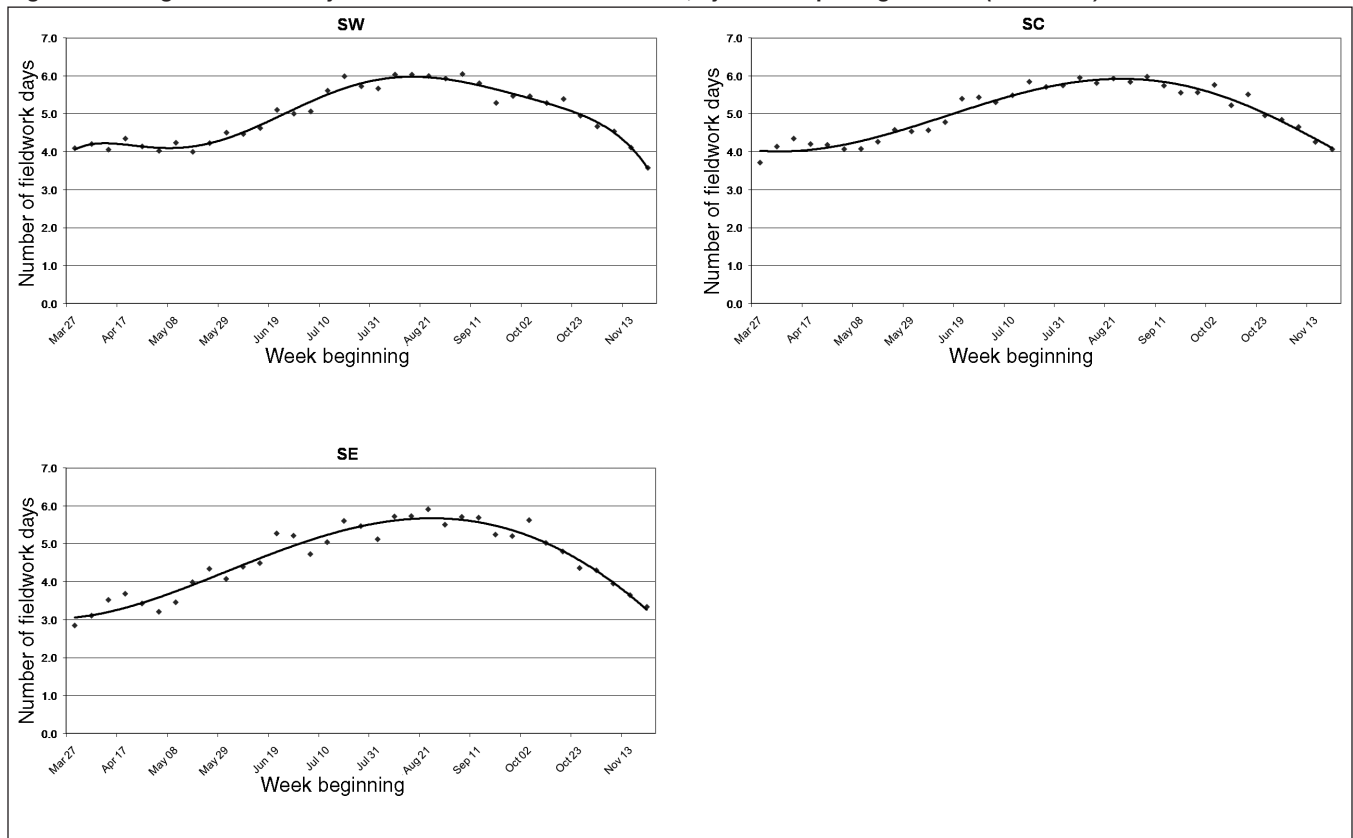 SW
7.0
6.0
5.0
4.0
3.0
2.0
1.0
0.0
Number of fieldwork days
Mar 27
Apr 17
May 08
May 29
Jun 19
Jul 10
Jul 31
Aug 21
Sep 11
Oct 02
Oct 23
Nov 13
Week beginning
SC
7.0
6.0
5.0
4.0
3.0
2.0
1.0
0.0
Number of fieldwork days
Mar 27
Apr 17
May 08
May 29
Jun 19
Jul 10
Jul 31
Aug 21
Sep 11
Oct 02
Oct 23
Nov 13
Week beginning
SE
7.0
6.0
5.0
4.0
3.0
2.0
1.0
0.0
Number of fieldwork days
Mar 27
Apr 17
May 08
May 29
Jun 19
Jul 10
Jul 31
Aug 21
Sep 11
Oct 02
Oct 23
Nov 13
Week beginning